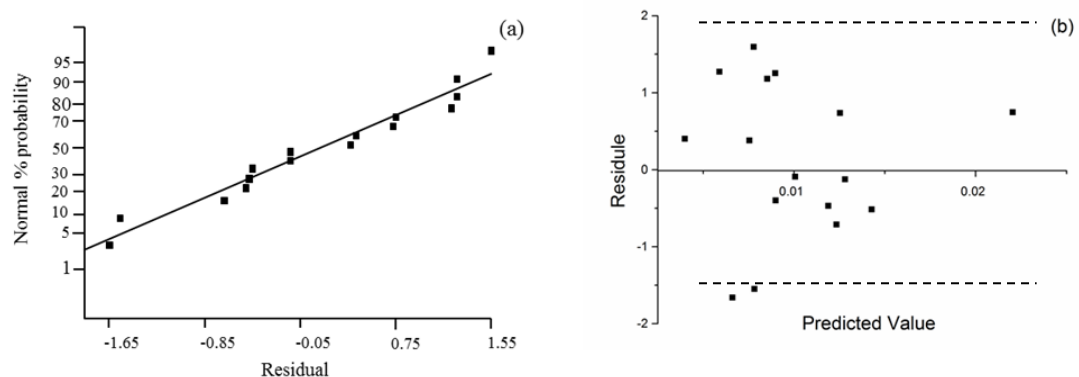 (a)
Normal % probability
95
90
80
70
50
30
20
10
5
1
-1.65 -0.85 -0.05 0.75 1.55
Residual
(b)
Residule
2
1
0
-1
-2
0.01 0.02
Predicted Value